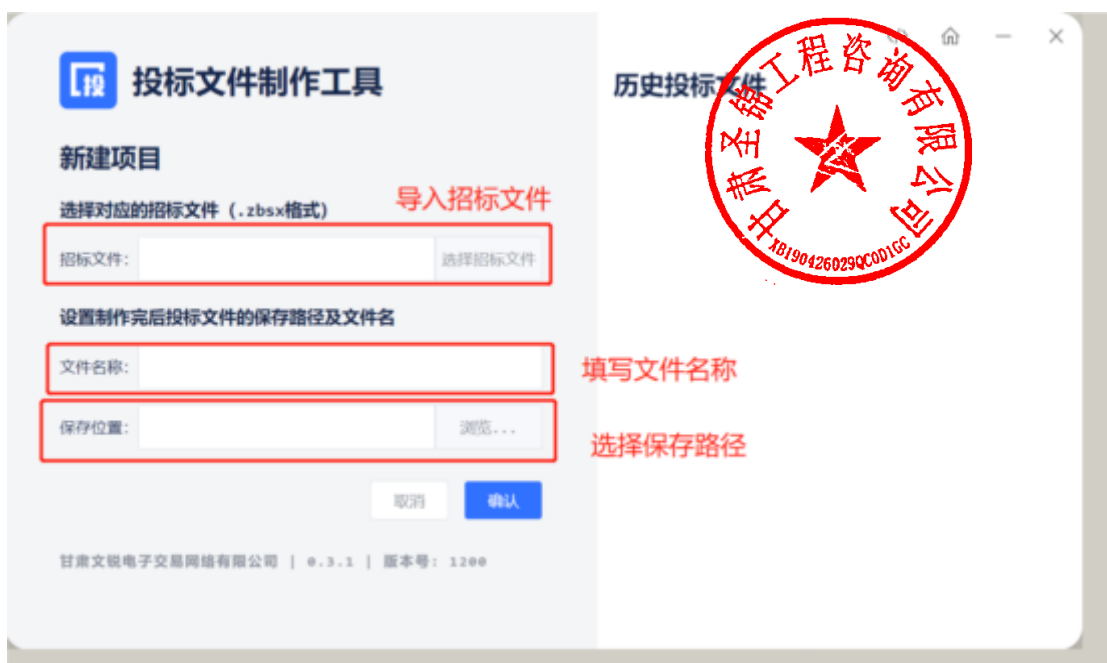 投
投标文件制作工具
新建项目
选择对应的招标文件（.zbsx格式）
导入招标文件
招标文件：
选择招标文件
设置制作完后投标文件的保存路径及文件名
文件名称：
填写文件名称
保存位置：
浏览...
选择保存路径
取消
确认
甘肃文锐电子交易网络有限公司 | 0.3.1 | 版本号：1200
历史投标文件
甘肃圣锦工程咨询有限公司
XB190426029QC0D1GC